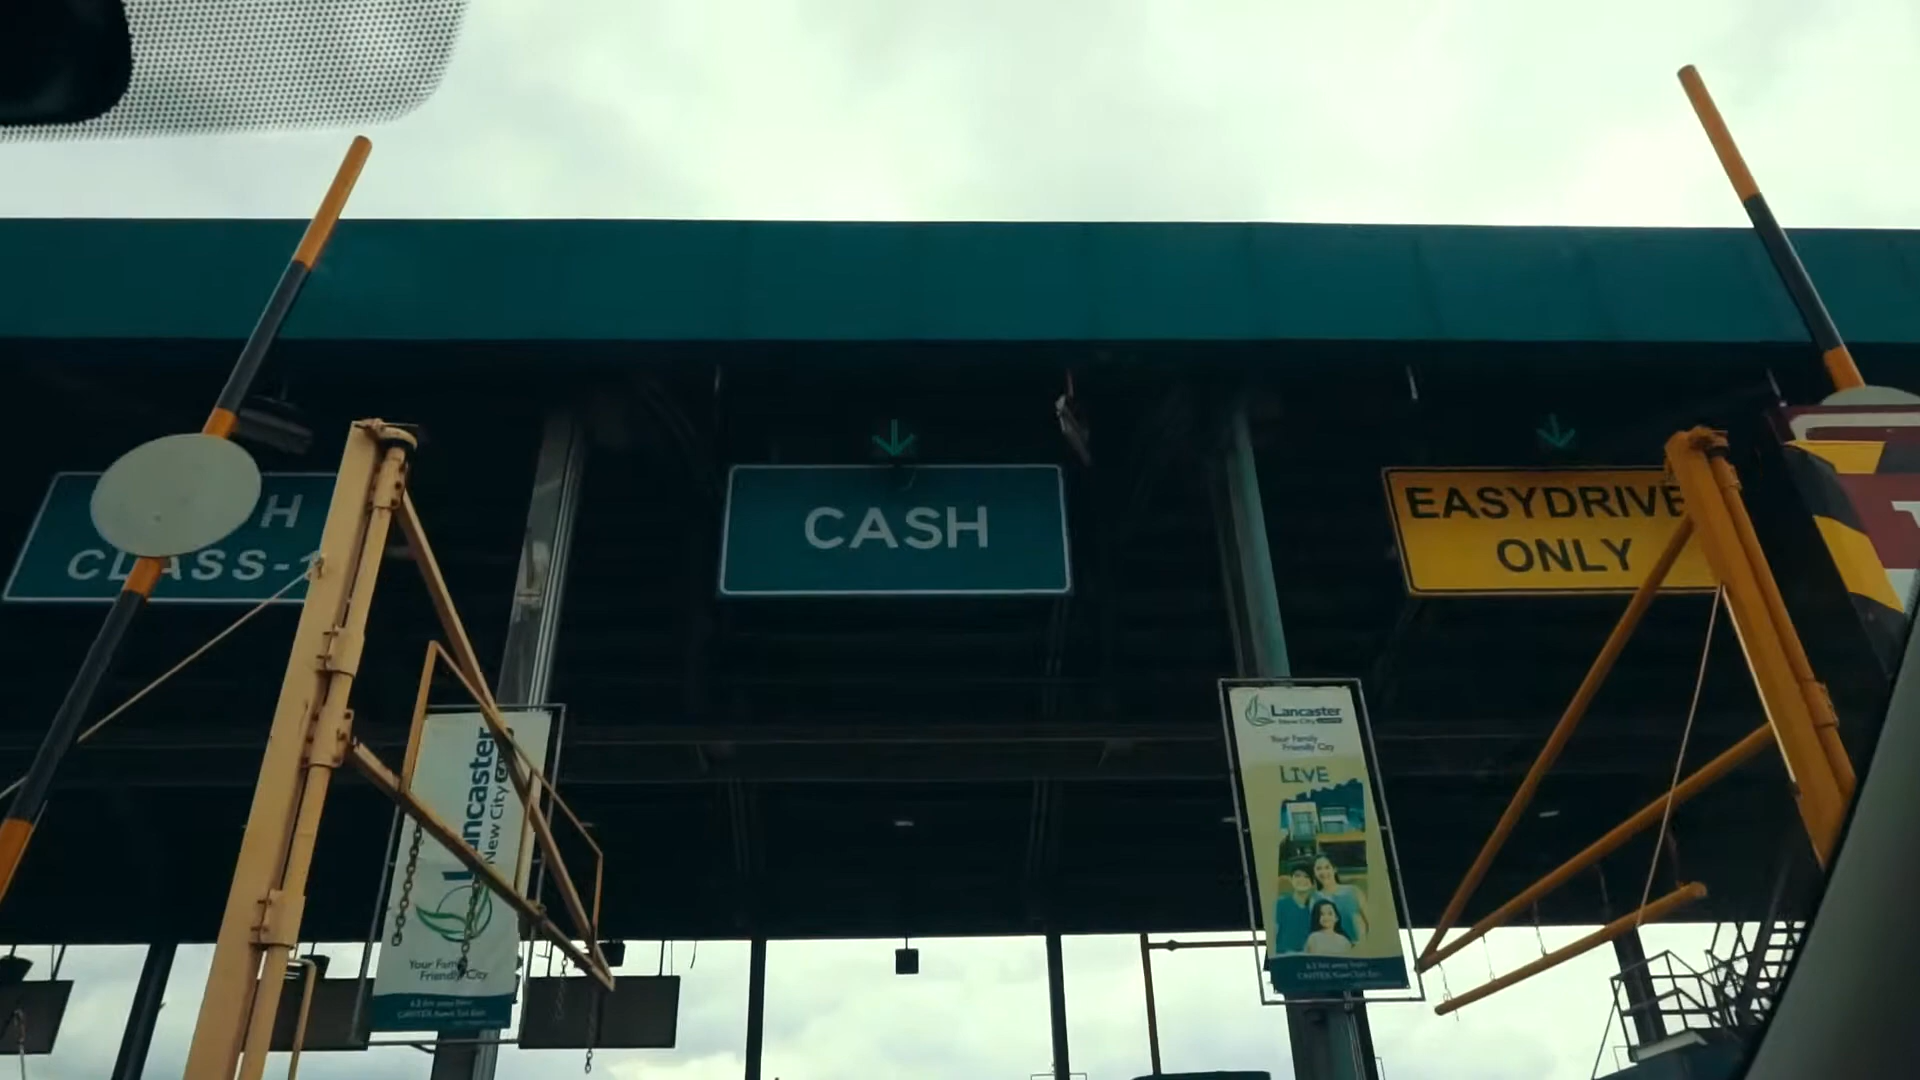 H
CLASS-1
CASH
EASYDRIVE
ONLY
Lancaster
New City
Your Family
Friendly City
Lancaster
New City
Your Family
Friendly City
LIVE